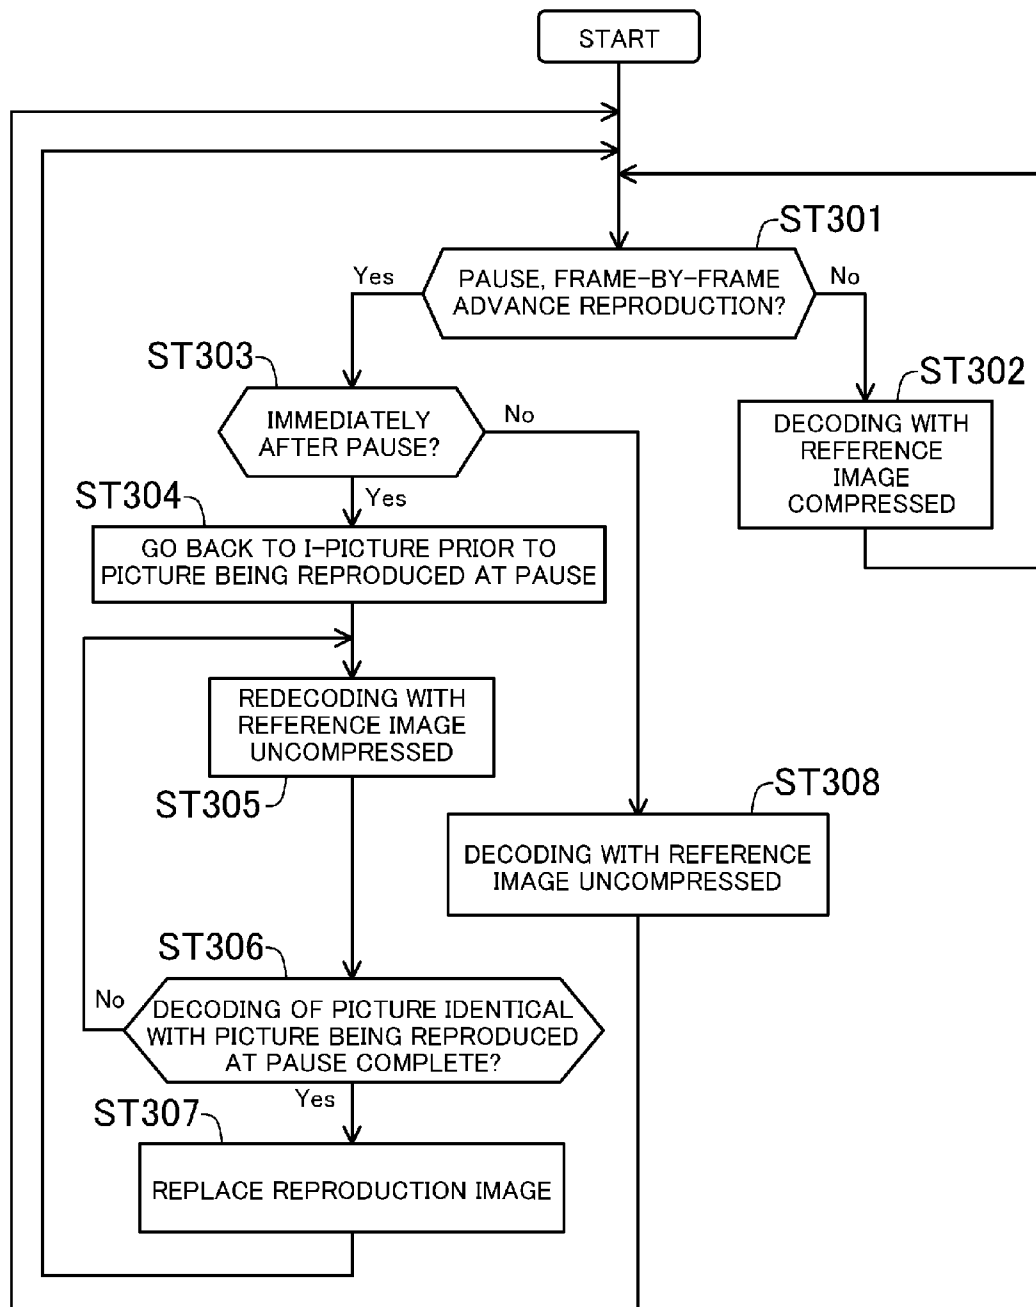 START
ST301
Yes
PAUSE, FRAME-BY-FRAME
ADVANCE REPRODUCTION?
No
ST303
IMMEDIATELY
AFTER PAUSE?
No
Yes
ST302
DECODING WITH
REFERENCE
IMAGE
COMPRESSED
ST304
GO BACK TO I-PICTURE PRIOR TO
PICTURE BEING REPRODUCED AT PAUSE
REDECODING WITH
REFERENCE IMAGE
UNCOMPRESSED
ST305
ST308
DECODING WITH REFERENCE
IMAGE UNCOMPRESSED
ST306
No
DECODING OF PICTURE IDENTICAL
WITH PICTURE BEING REPRODUCED
AT PAUSE COMPLETE?
Yes
ST307
REPLACE REPRODUCTION IMAGE